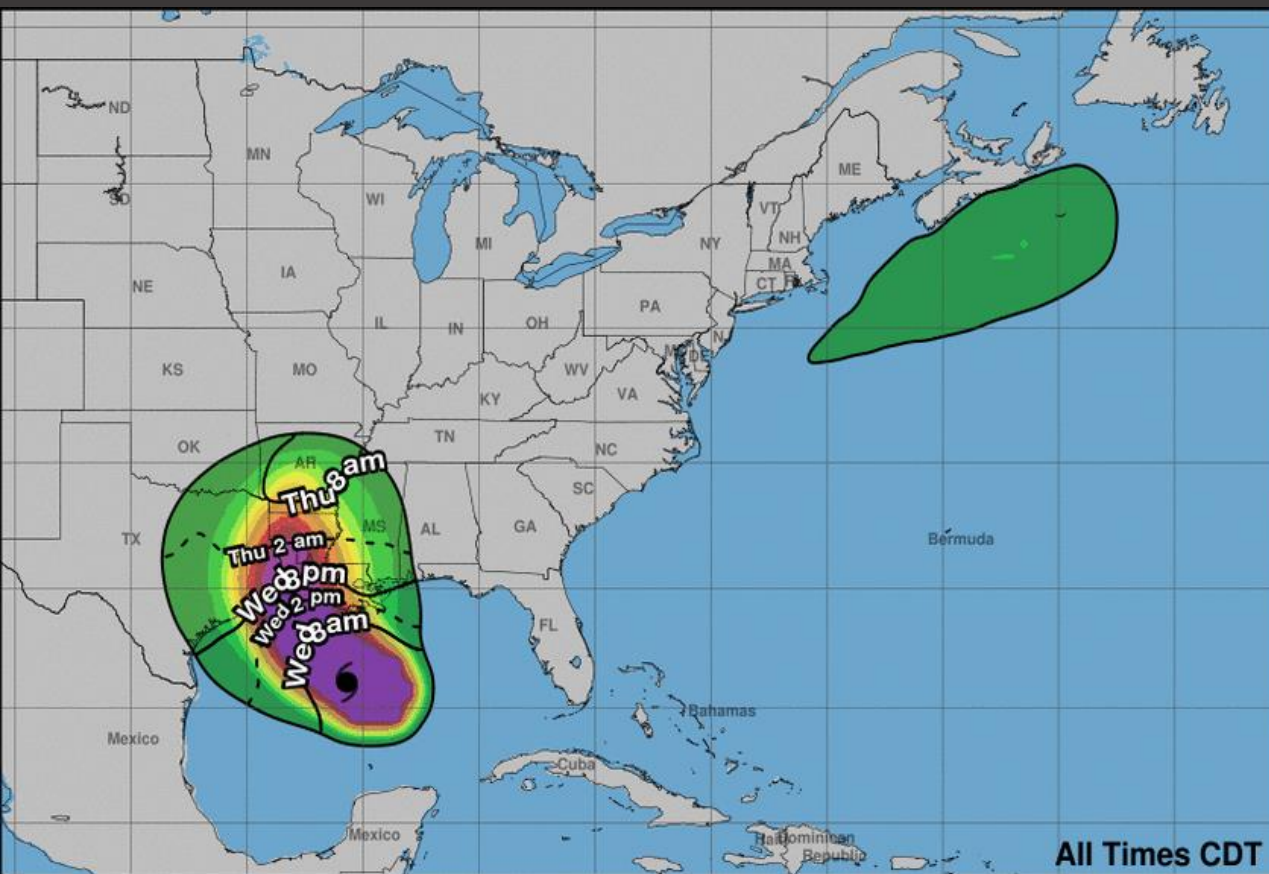 ND
MN
SD
WI
ME
VT
NH
MI
NY
MA
CT
IA
NE
PA
IL
IN
OH
DE
WV
KS
MO
VA
KY
TN
NC
OK
AR
Thu 8 am
SC
MS
AL
GA
TX
Thu 2 am
Bermuda
Wed 8 pm
Wed 2 pm
Wed 8 am
FL
Bahamas
Mexico
Cuba
Mexico
Dominican
Republic
All Times CDT